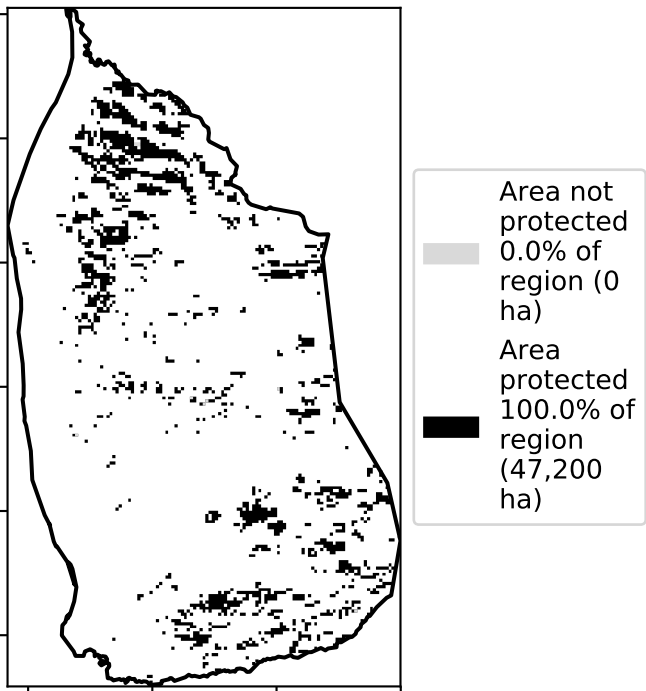 Area not
protected
0.0% of
region (0
ha)
Area
protected
100.0% of
region
(47,200
ha)